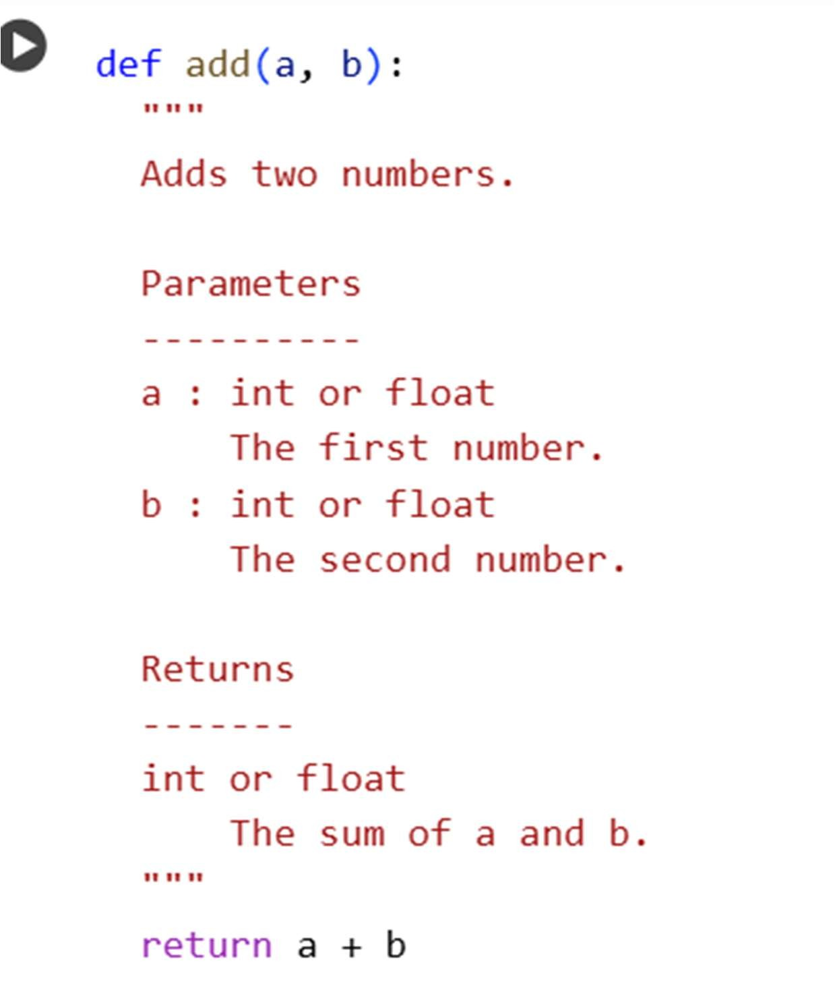 def add(a, b):
  """
  Adds two numbers.

  Parameters
  ----------
  a : int or float
      The first number.
  b : int or float
      The second number.

  Returns
  -------
  int or float
      The sum of a and b.
  """
  return a + b